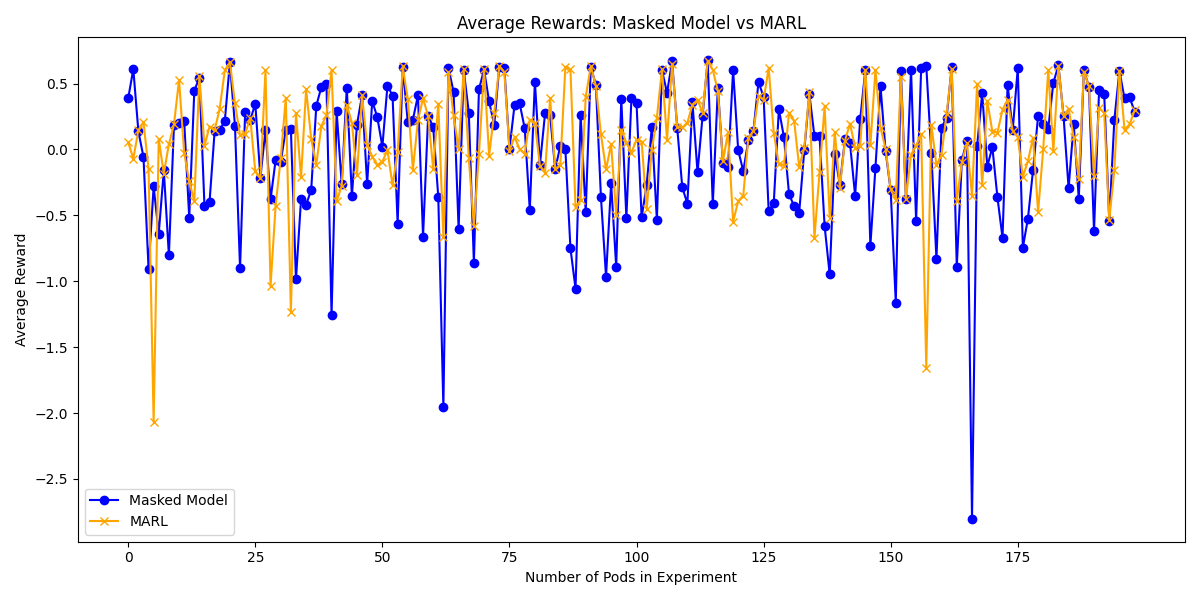 Average Rewards: Masked Model vs MARL
0.5
0.0
−0.5
−1.0
−1.5
−2.0
−2.5
Average Reward
Masked Model
MARL
0 25 50 75 100 125 150 175
Number of Pods in Experiment